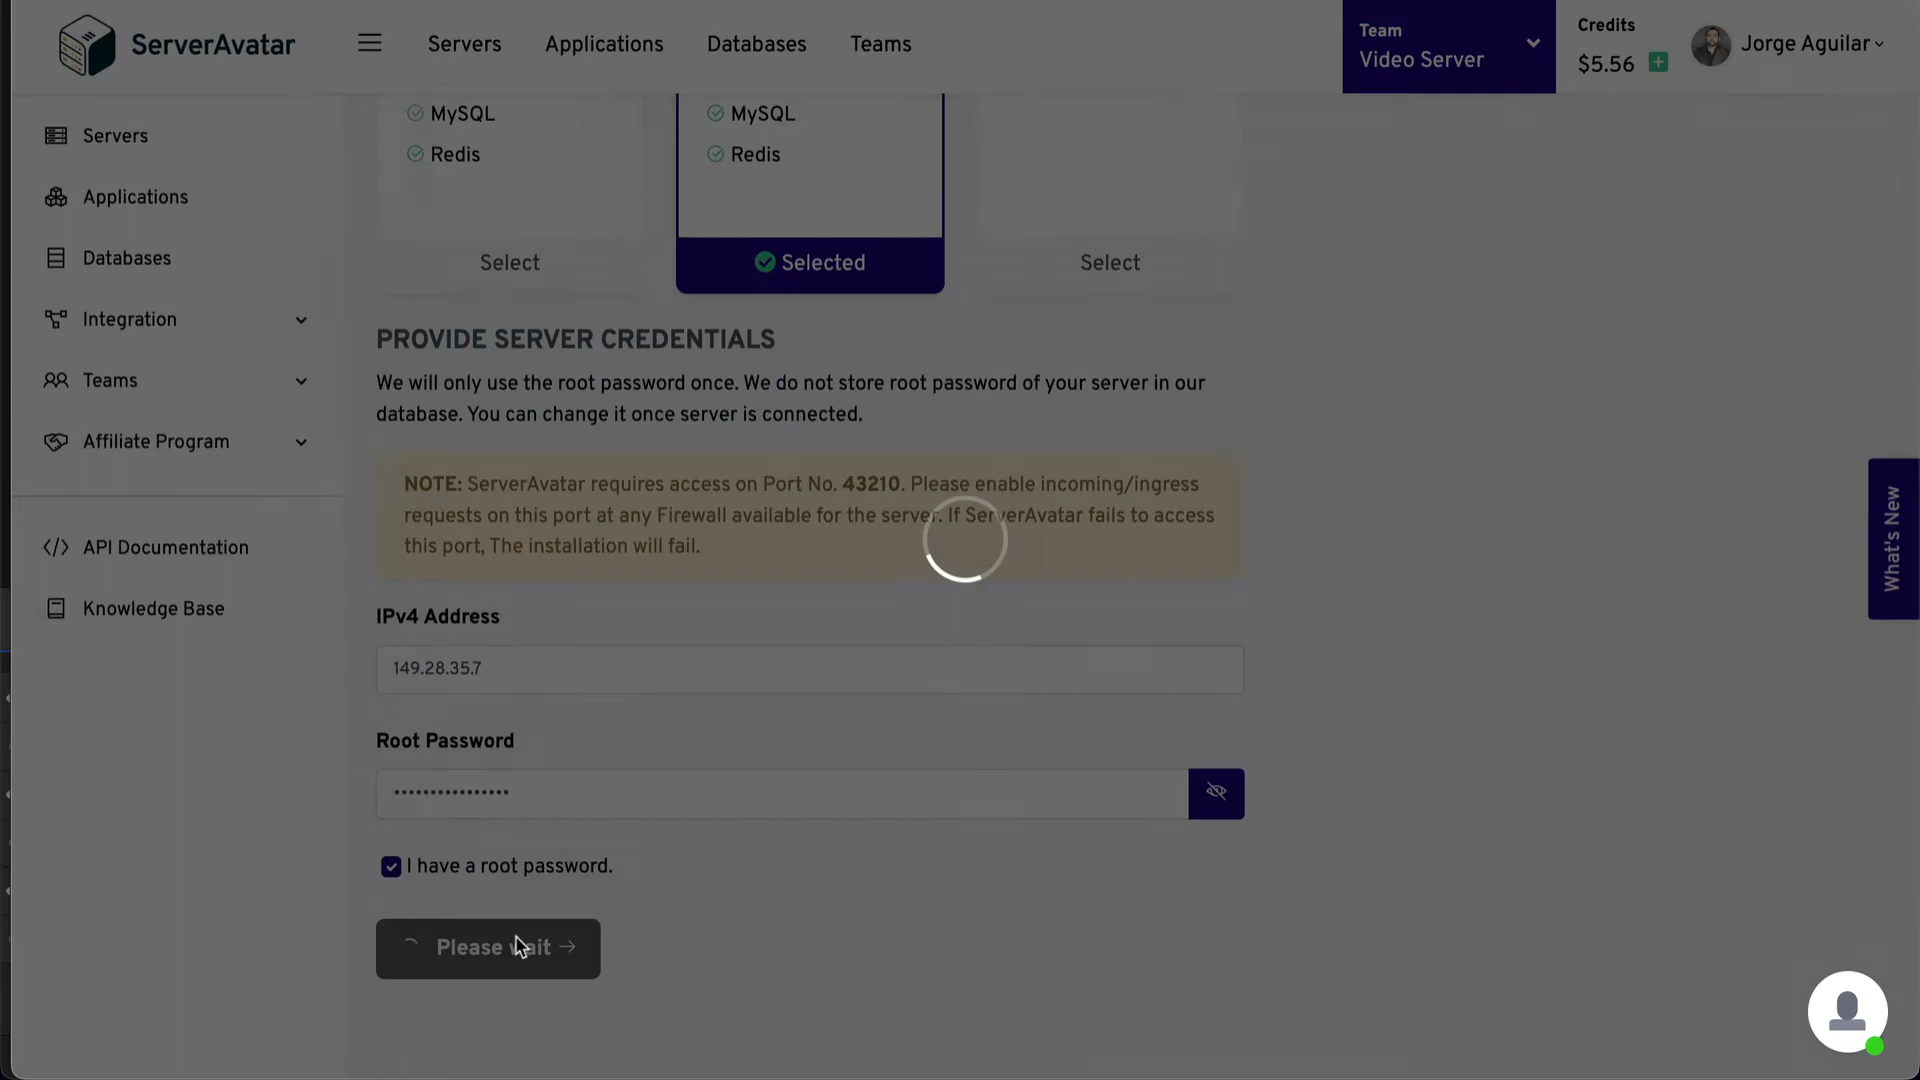 ServerAvatar
Servers
Applications
Databases
Teams
Team
Video Server
Credits
$5.56
Jorge Aguilar
Servers
Applications
Databases
Integration
Teams
Affiliate Program
API Documentation
Knowledge Base
MySQL
Redis
Select
MySQL
Redis
Selected
Select
PROVIDE SERVER CREDENTIALS
We will only use the root password once. We do not store root password of your server in our
database. You can change it once server is connected.
NOTE: ServerAvatar requires access on Port No. 43210. Please enable incoming/ingress
requests on this port at any Firewall available for the server. If ServerAvatar fails to access
this port, The installation will fail.
IPv4 Address
149.28.35.7
Root Password
••••••••••••••••
I have a root password.
Please wait
What's New